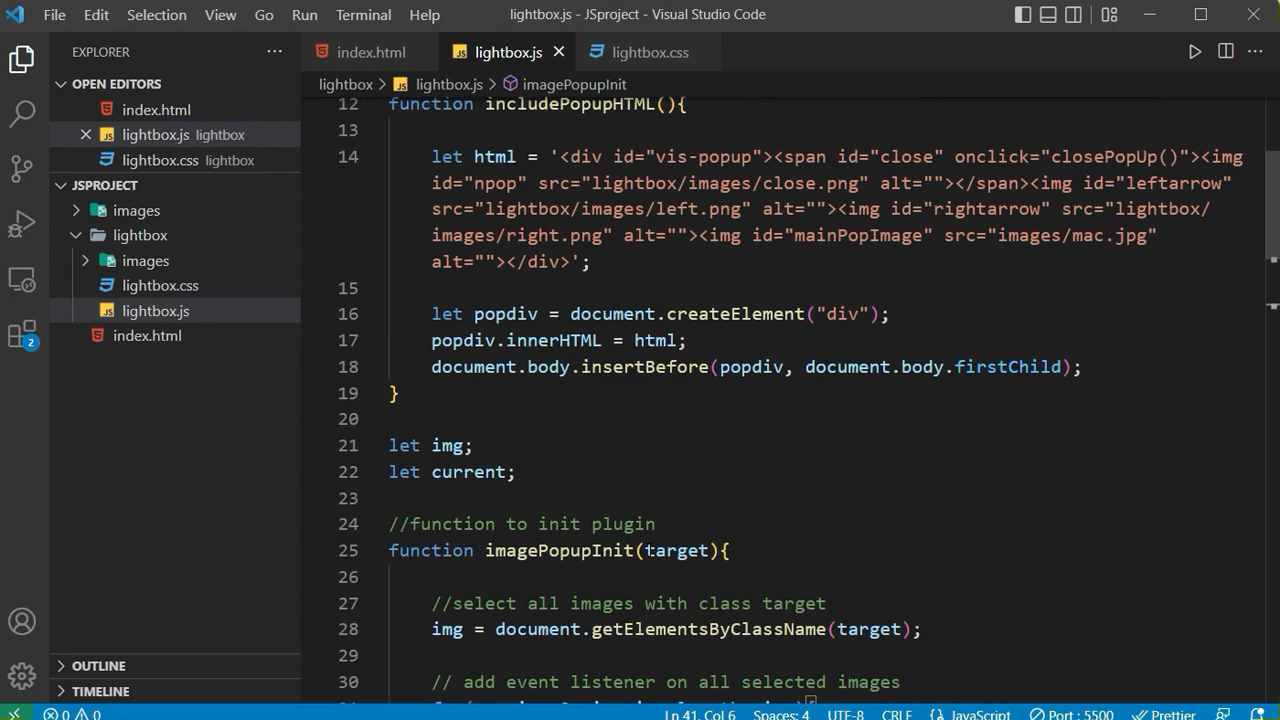 File Edit Selection View Go Run Terminal Help lightbox.js - JSproject - Visual Studio Code
EXPLORER
OPEN EDITORS
index.html
lightbox.js lightbox
lightbox.css lightbox
JSPROJECT
images
lightbox
images
lightbox.css
lightbox.js
index.html
2
OUTLINE
TIMELINE
index.html lightbox.js lightbox.css
lightbox > lightbox.js > imagePopupInit
12 function includePopupHTML(){
13
14 let html = '<div id="vis-popup"><span id="close" onclick="closePopUp()"><img
id="npop" src="lightbox/images/close.png" alt=""></span><img id="leftarrow"
src="lightbox/images/left.png" alt=""><img id="rightarrow" src="lightbox/
images/right.png" alt=""><img id="mainPopImage" src="images/mac.jpg"
alt=""></div>';
15
16 let popdiv = document.createElement("div");
17 popdiv.innerHTML = html;
18 document.body.insertBefore(popdiv, document.body.firstChild);
19 }
20
21 let img;
22 let current;
23
24 //function to init plugin
25 function imagePopupInit(target){
26
27 //select all images with class target
28 img = document.getElementsByClassName(target);
29
30 // add event listener on all selected images
0 0 Ln 41, Col 6 Spaces: 4 UTF-8 CRLF JavaScript Port : 5500 Prettier